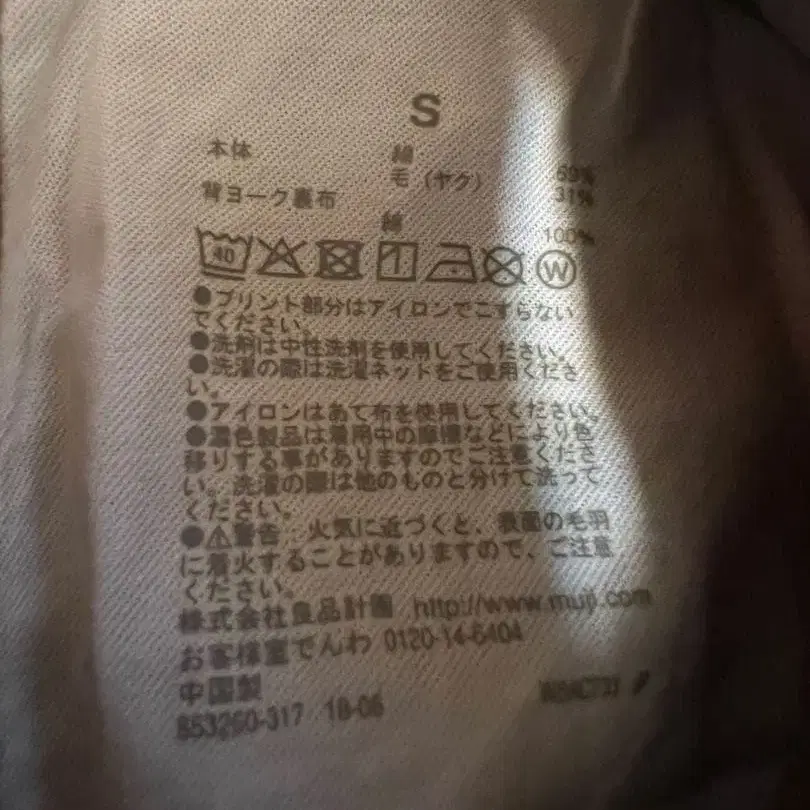 S
本体 綿 69%
毛（ヤク） 31%
背ヨーク裏布
綿 100%
40 W
●プリント部分はアイロンでこすらない
でください。
●洗剤は中性洗剤を使用してください。
●洗濯の際は洗濯ネットをご使用くださ
い。
●アイロンはあて布を使用してください。
●濃色製品は着用中の摩擦などにより色
移りする事がありますのでご注意くださ
い。洗濯の際は他のものと分けて洗って
ください。
●⚠警告：火気に近づくと、表面の毛羽
に着火することがありますので、ご注意
ください。
株式会社良品計画 http://www.muji.com
お客様室でんわ 0120-14-6404
中国製
853260-317 18-06